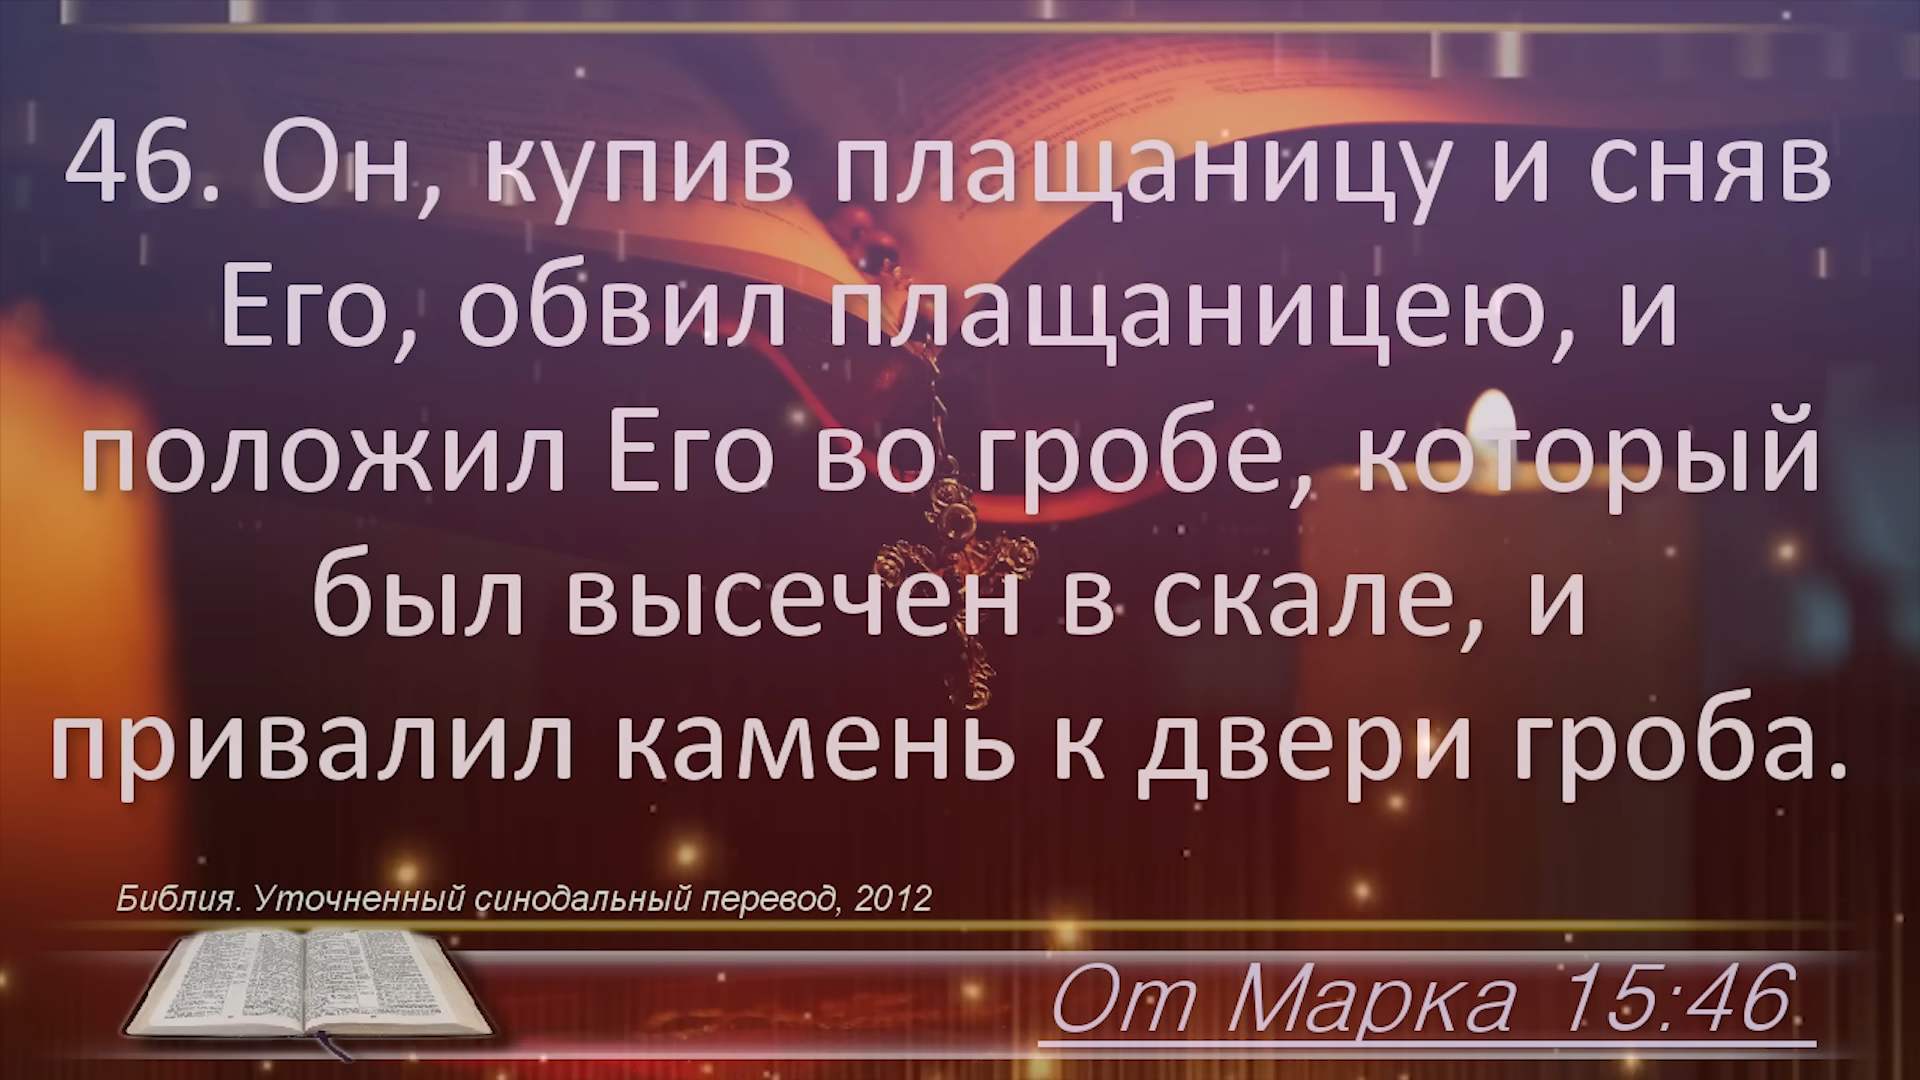 46. Он, купив плащаницу и сняв
Его, обвил плащаницею, и
положил Его во гробе, который
был высечен в скале, и
привалил камень к двери гроба.
Библия. Уточненный синодальный перевод, 2012
От Марка 15:46